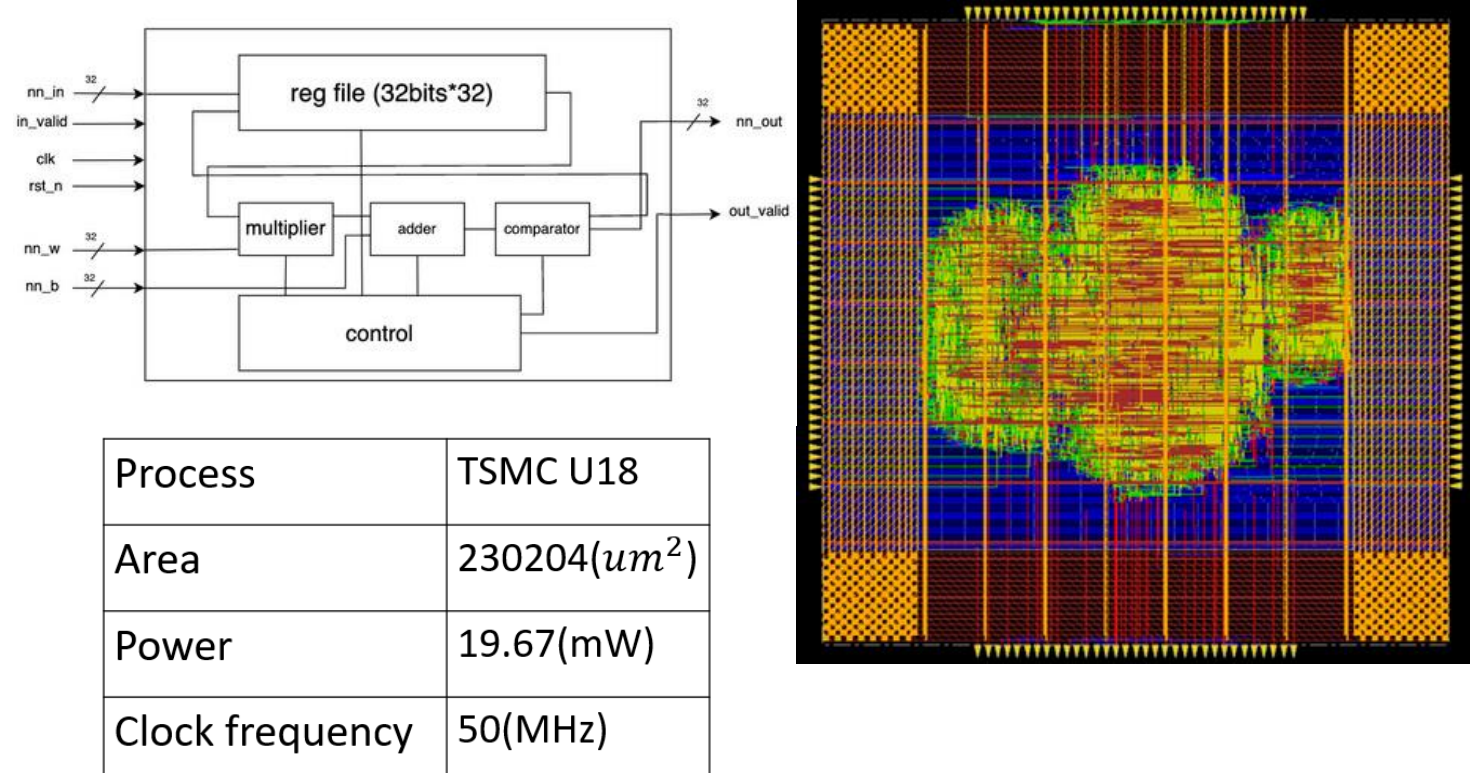 reg file (32bits*32)
32
nn_in
in_valid
clk
rst_n
32
nn_out
out_valid
multiplier
adder
comparator
32
nn_w
32
nn_b
control
Process TSMC U18
Area 230204(um²)
Power 19.67(mW)
Clock frequency 50(MHz)